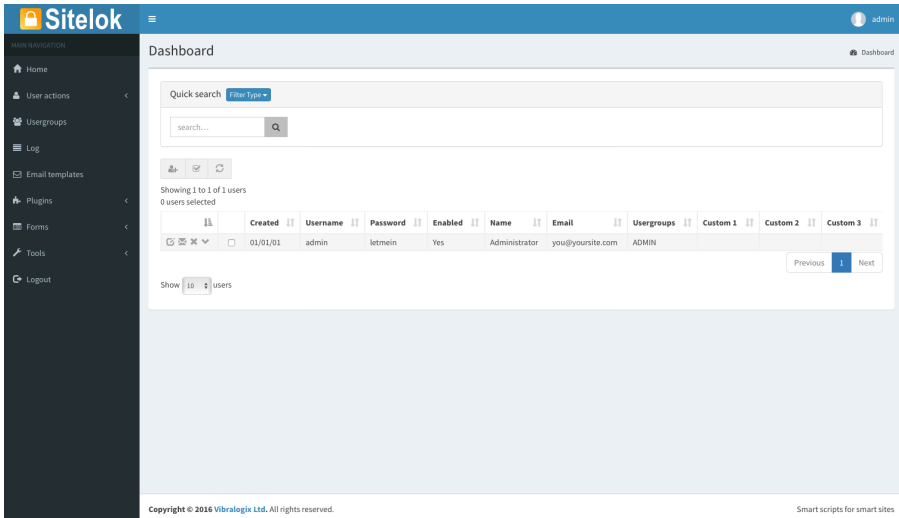 Sitelok
admin
MAIN NAVIGATION
Home
User actions
Usergroups
Log
Email templates
Plugins
Forms
Tools
Logout
Dashboard
Dashboard
Quick search Filter Type
search...
Showing 1 to 1 of 1 users
0 users selected
Created Username Password Enabled Name Email Usergroups Custom 1 Custom 2 Custom 3
01/01/01 admin letmein Yes Administrator you@yoursite.com ADMIN
Previous 1 Next
Show 10 users
Copyright © 2016 Vibralogix Ltd. All rights reserved.
Smart scripts for smart sites